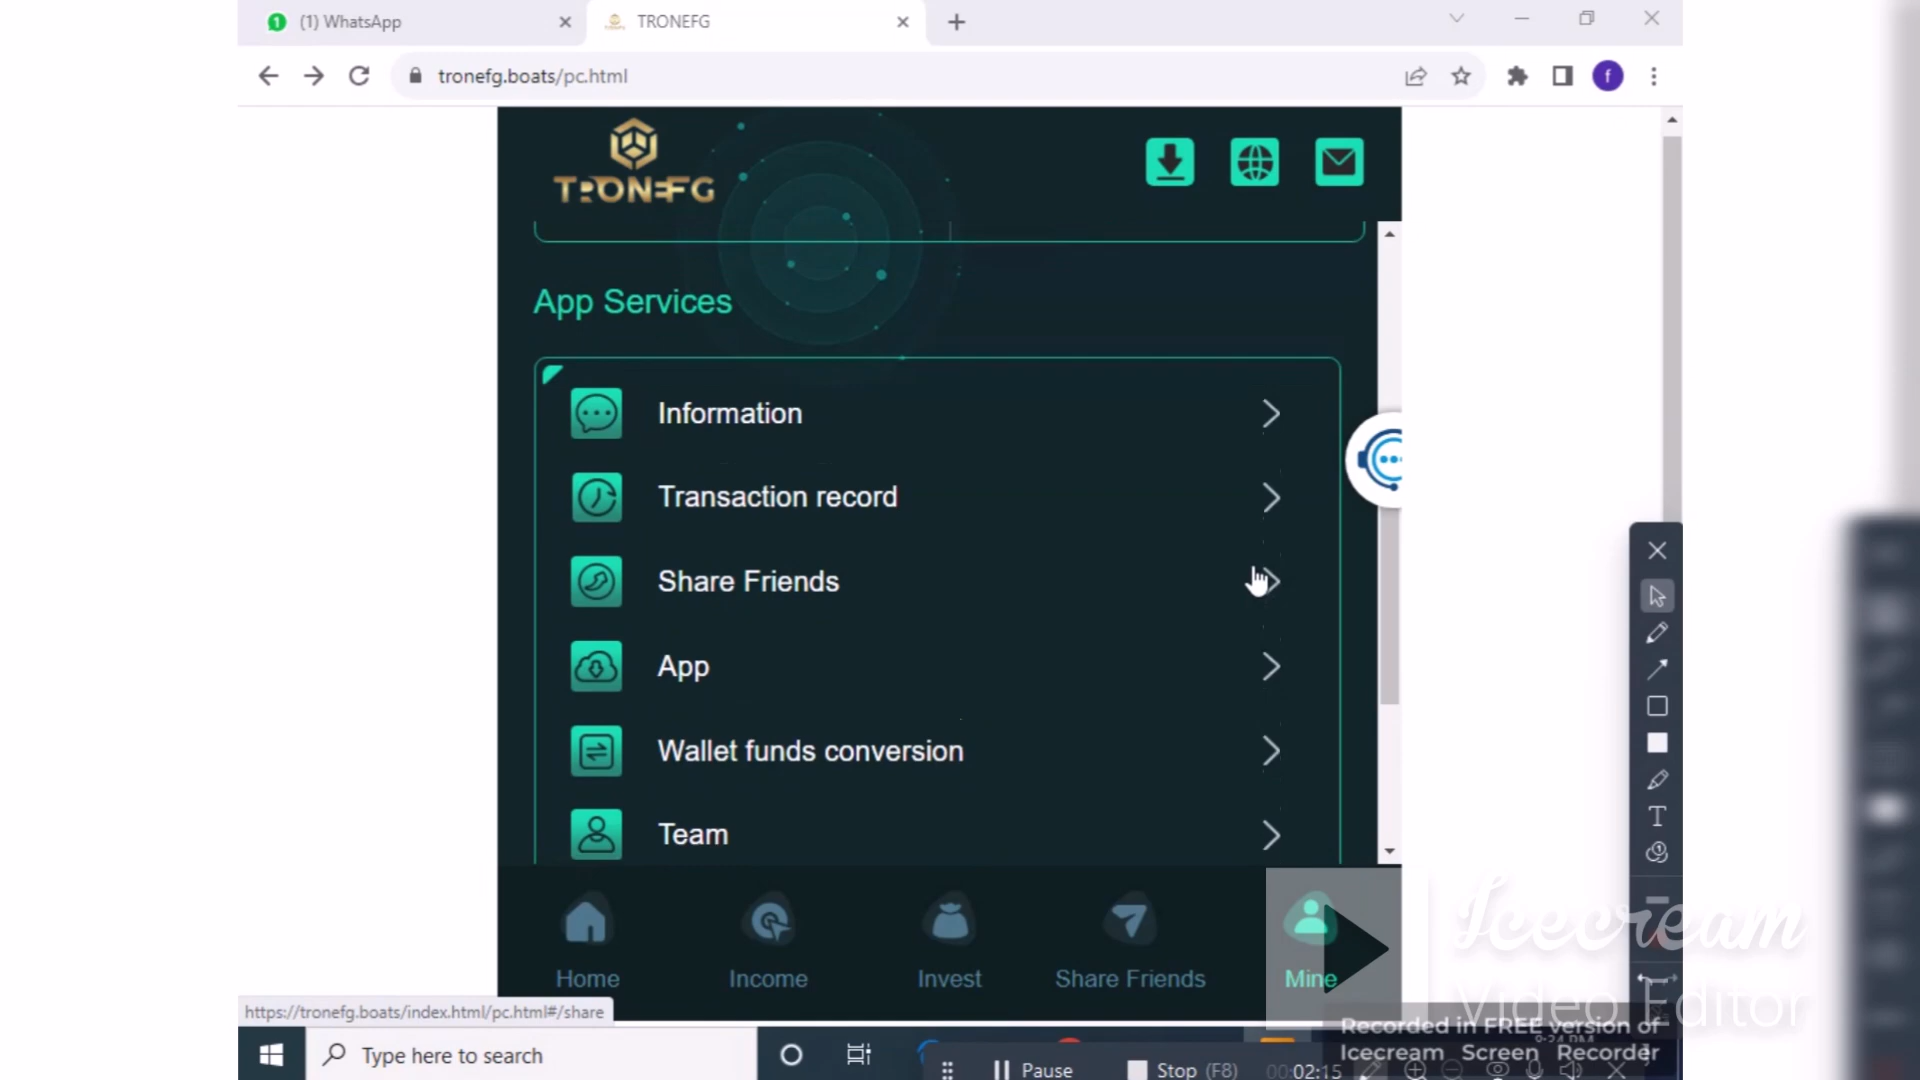 (1) WhatsApp
TRONEFG
tronefg.boats/pc.html
f
TRONEFG
App Services
Information
Transaction record
Share Friends
App
Wallet funds conversion
Team
Home
Income
Invest
Share Friends
Mine
Icecream
Video Editor
https://tronefg.boats/index.html/pc.html#/share
Recorded in FREE version of
Icecream Screen Recorder
Type here to search
Pause
Stop (F8)
00:02:15